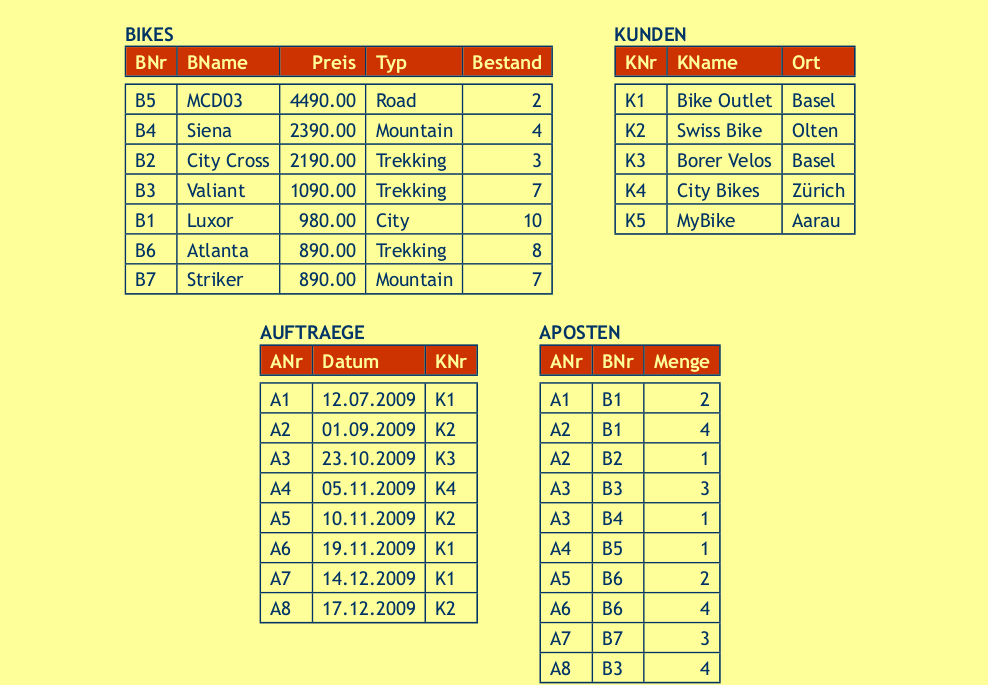 BIKES
BNr BName Preis Typ Bestand
B5 MCD03 4490.00 Road 2
B4 Siena 2390.00 Mountain 4
B2 City Cross 2190.00 Trekking 3
B3 Valiant 1090.00 Trekking 7
B1 Luxor 980.00 City 10
B6 Atlanta 890.00 Trekking 8
B7 Striker 890.00 Mountain 7
KUNDEN
KNr KName Ort
K1 Bike Outlet Basel
K2 Swiss Bike Olten
K3 Borer Velos Basel
K4 City Bikes Zürich
K5 MyBike Aarau
AUFTRAEGE
ANr Datum KNr
A1 12.07.2009 K1
A2 01.09.2009 K2
A3 23.10.2009 K3
A4 05.11.2009 K4
A5 10.11.2009 K2
A6 19.11.2009 K1
A7 14.12.2009 K1
A8 17.12.2009 K2
APOSTEN
ANr BNr Menge
A1 B1 2
A2 B1 4
A2 B2 1
A3 B3 3
A3 B4 1
A4 B5 1
A5 B6 2
A6 B6 4
A7 B7 3
A8 B3 4